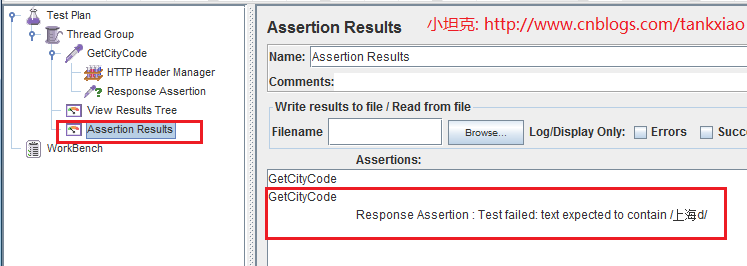 Test Plan
Thread Group
GetCityCode
HTTP Header Manager
Response Assertion
View Results Tree
Assertion Results
WorkBench
Assertion Results
小坦克: http://www.cnblogs.com/tankxiao
Name: Assertion Results
Comments:
Write results to file / Read from file
Filename Browse... Log/Display Only: Errors Succe
Assertions:
GetCityCode
GetCityCode
Response Assertion : Test failed: text expected to contain /上海d/